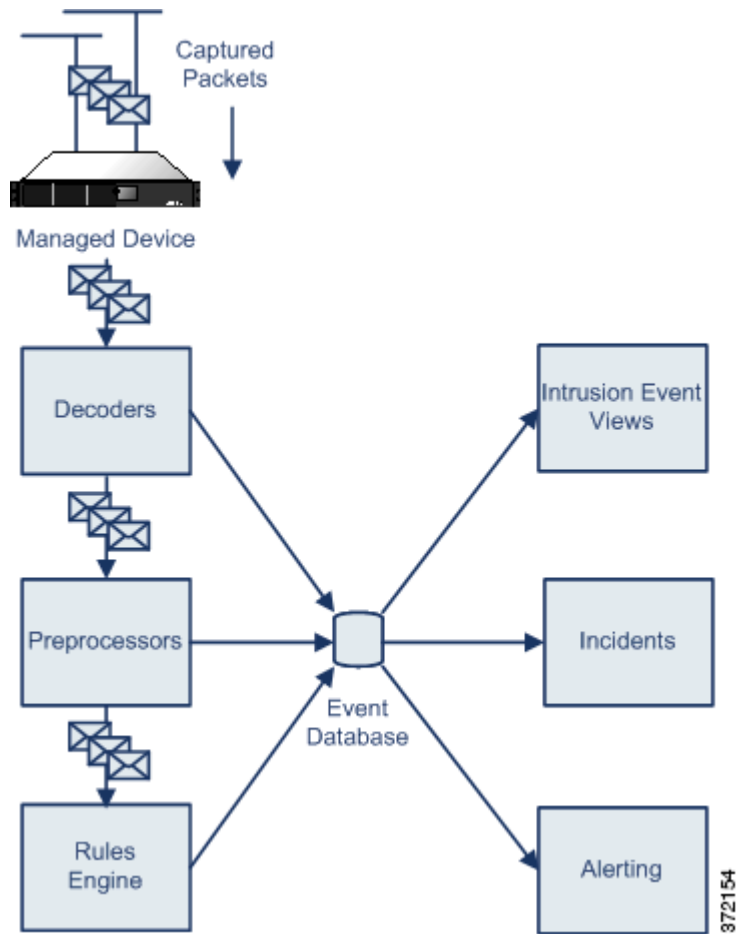 Captured
Packets
Managed Device
Decoders
Intrusion Event
Views
Preprocessors
Incidents
Event
Database
Rules
Engine
Alerting
372154